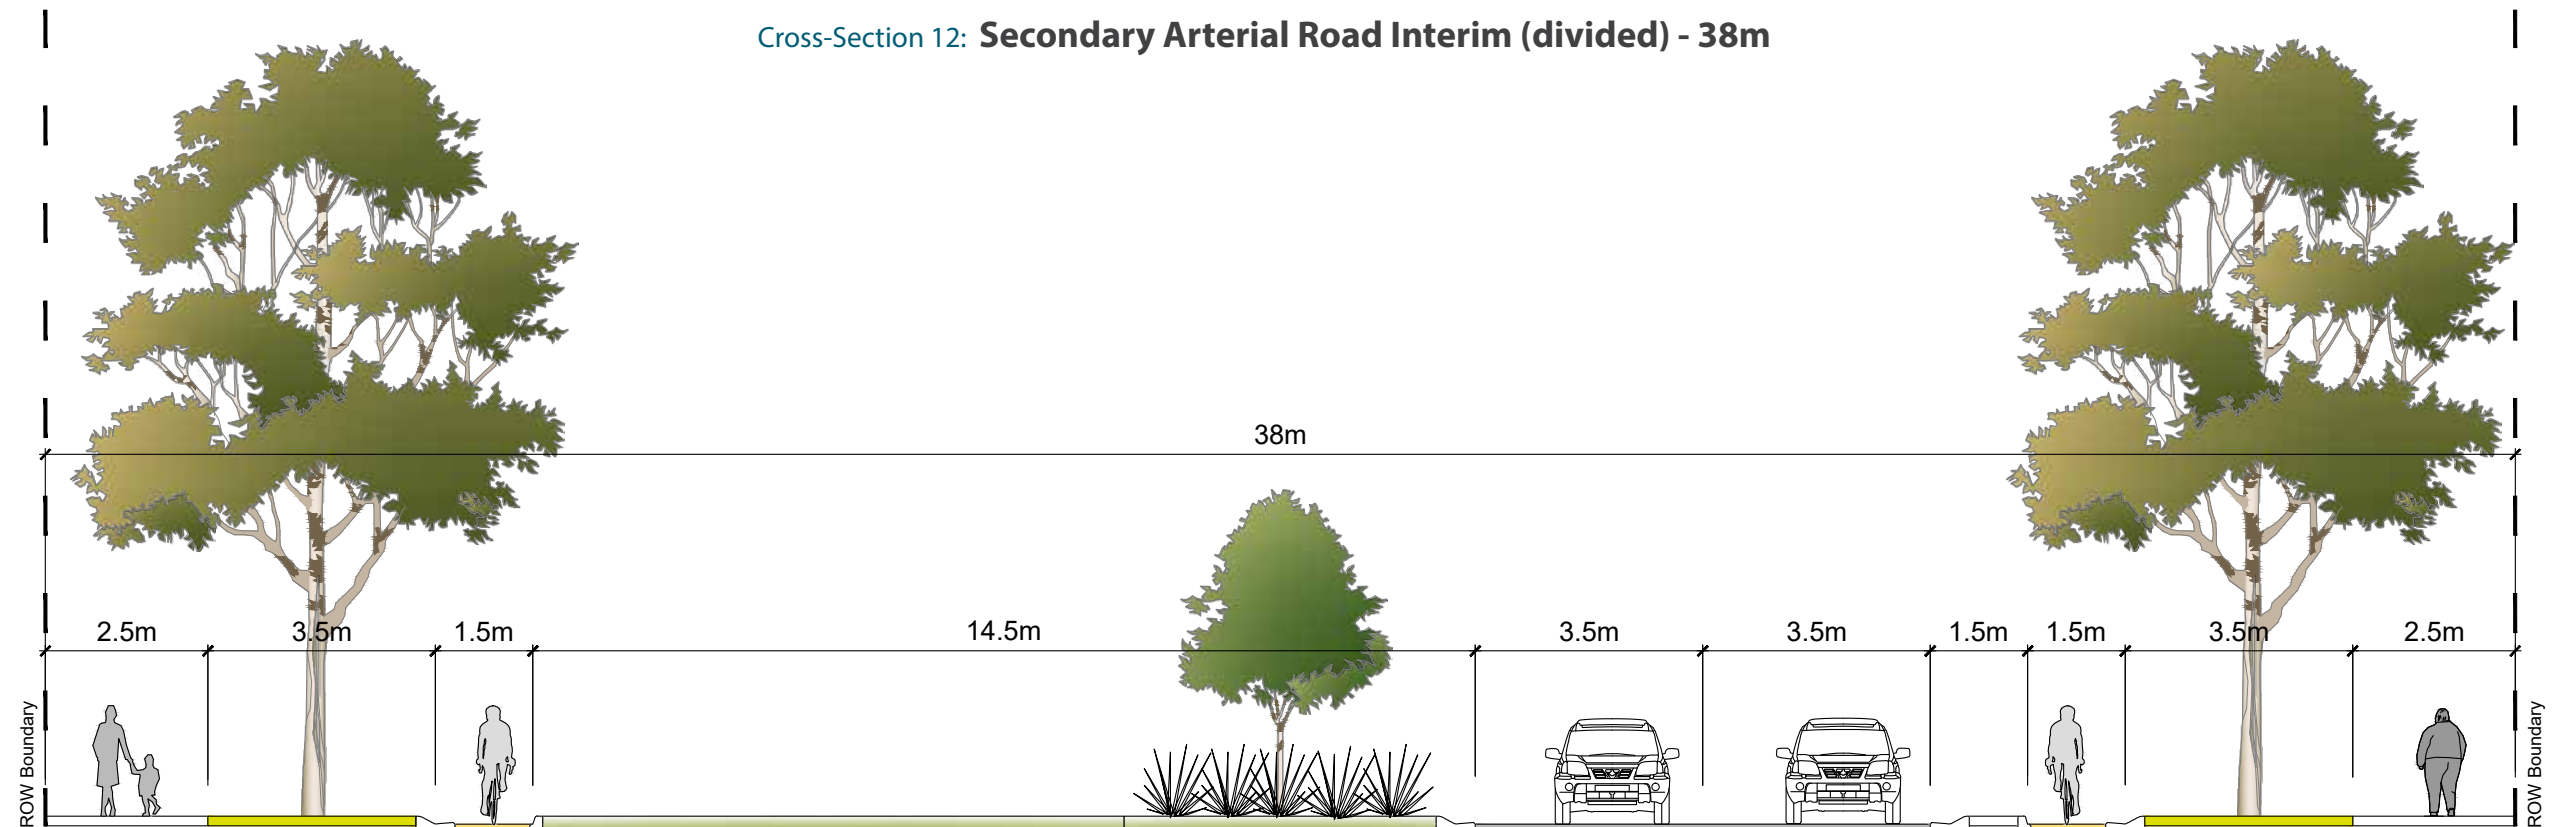 Cross-Section 12: Secondary Arterial Road Interim (divided) - 38m
38m
2.5m 3.5m 1.5m 14.5m 3.5m 3.5m 1.5m 1.5m 3.5m 2.5m
ROW Boundary
ROW Boundary